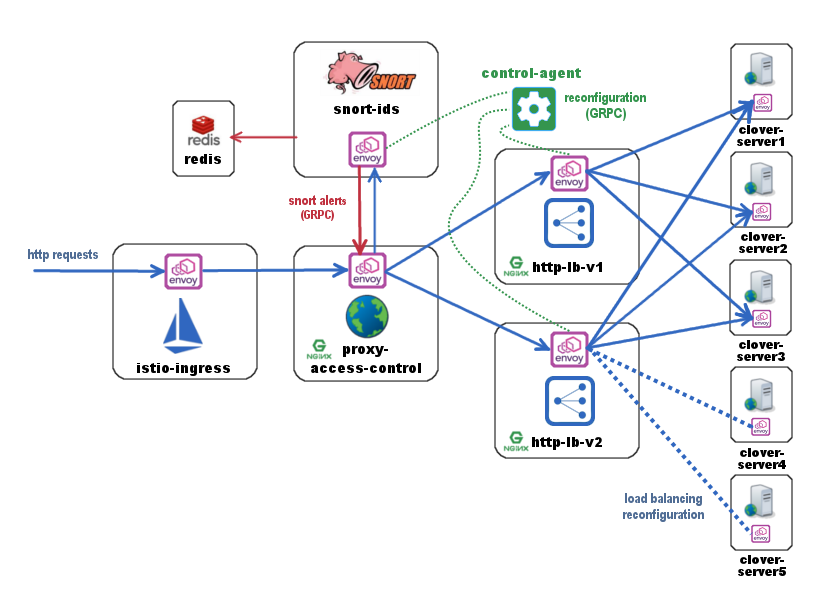 SNORT
snort-ids
envoy
control-agent
reconfiguration
(GRPC)
redis
redis
snort alerts
(GRPC)
http requests
envoy
istio-ingress
envoy
NGINX
proxy-
access-control
envoy
NGINX
http-lb-v1
envoy
NGINX
http-lb-v2
envoy
clover-
server1
envoy
clover-
server2
envoy
clover-
server3
envoy
clover-
server4
envoy
clover-
server5
load balancing
reconfiguration